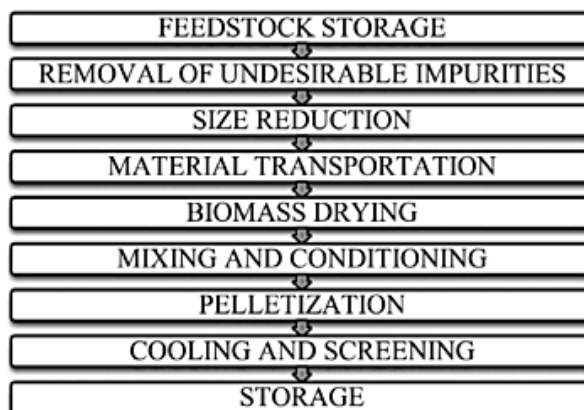 FEEDSTOCK STORAGE
REMOVAL OF UNDESIRABLE IMPURITIES
SIZE REDUCTION
MATERIAL TRANSPORTATION
BIOMASS DRYING
MIXING AND CONDITIONING
PELLETIZATION
COOLING AND SCREENING
STORAGE